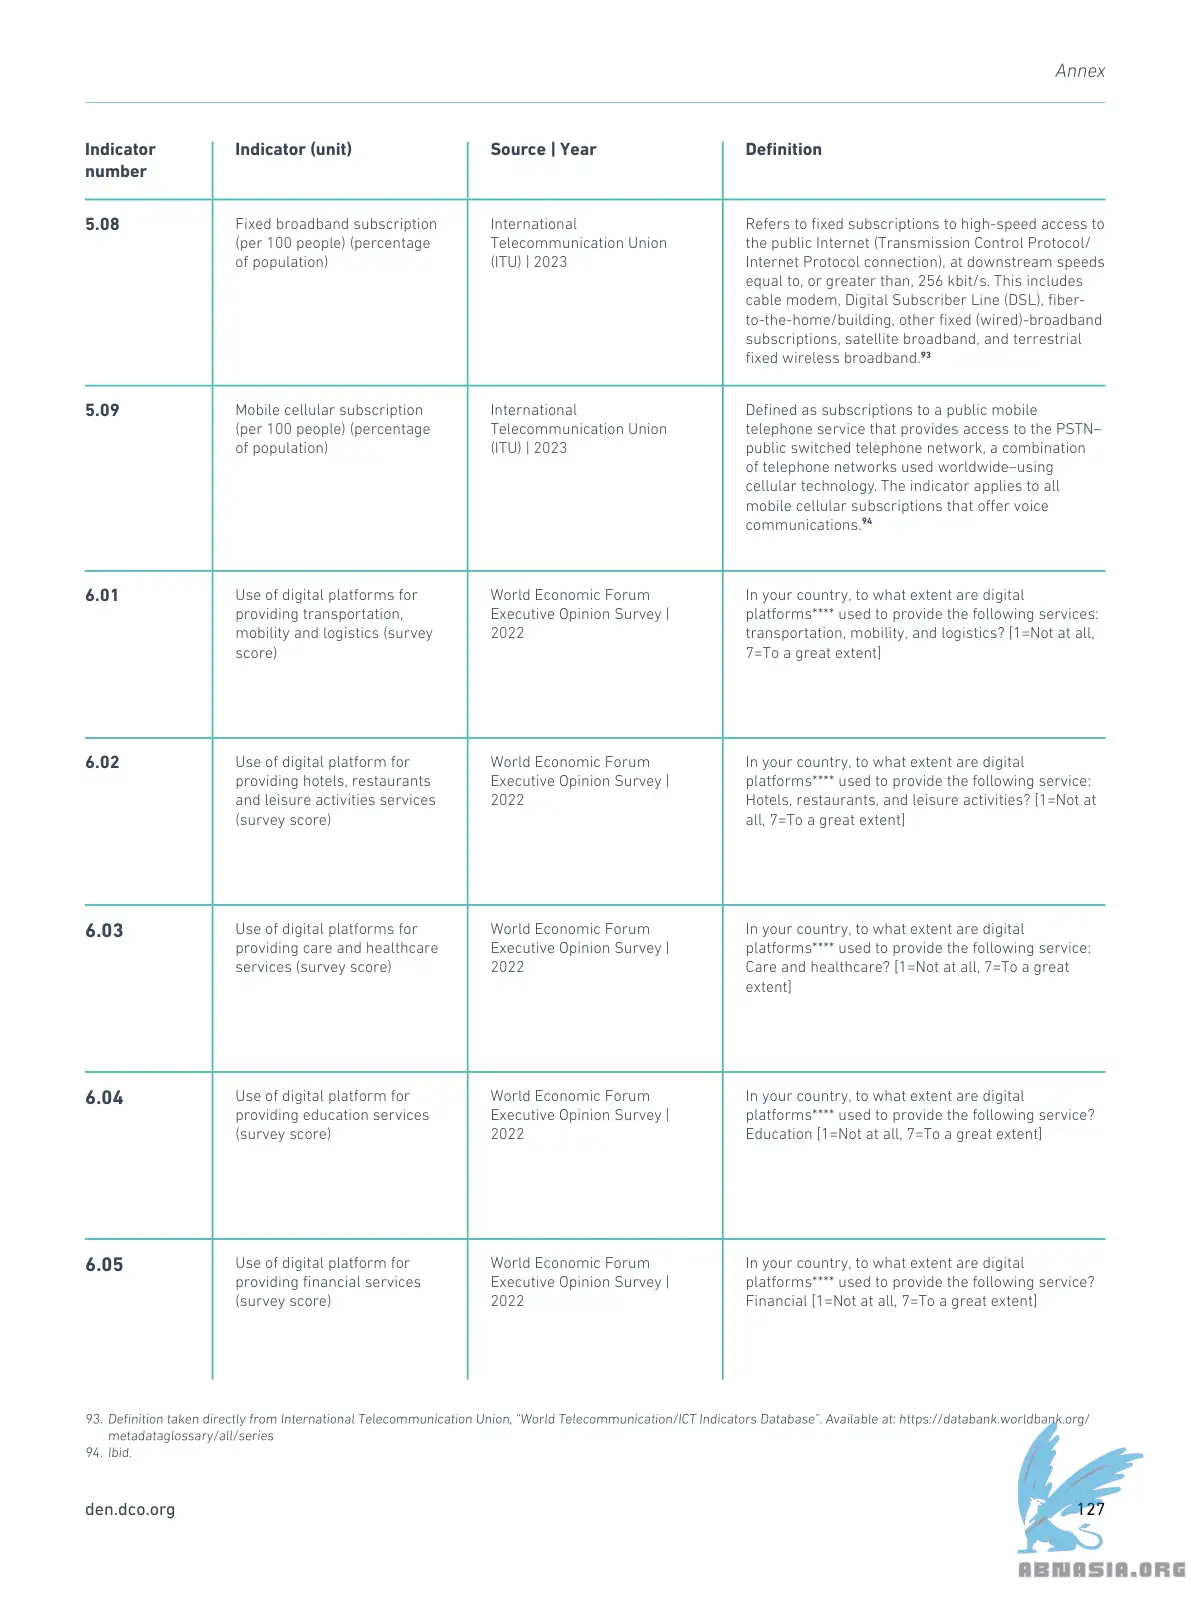 Annex
Indicator
number
Indicator (unit)
Source | Year
Definition
5.08
Fixed broadband subscription
(per 100 people) (percentage
of population)
International
Telecommunication Union
(ITU) | 2023
Refers to fixed subscriptions to high-speed access to
the public Internet (Transmission Control Protocol/
Internet Protocol connection), at downstream speeds
equal to, or greater than, 256 kbit/s. This includes
cable modem, Digital Subscriber Line (DSL), fiber-
to-the-home/building, other fixed (wired)-broadband
subscriptions, satellite broadband, and terrestrial
fixed wireless broadband.93
5.09
Mobile cellular subscription
(per 100 people) (percentage
of population)
International
Telecommunication Union
(ITU) | 2023
Defined as subscriptions to a public mobile
telephone service that provides access to the PSTN–
public switched telephone network, a combination
of telephone networks used worldwide–using
cellular technology. The indicator applies to all
mobile cellular subscriptions that offer voice
communications.94
6.01
Use of digital platforms for
providing transportation,
mobility and logistics (survey
score)
World Economic Forum
Executive Opinion Survey |
2022
In your country, to what extent are digital
platforms**** used to provide the following services:
transportation, mobility, and logistics? [1=Not at all,
7=To a great extent]
6.02
Use of digital platform for
providing hotels, restaurants
and leisure activities services
(survey score)
World Economic Forum
Executive Opinion Survey |
2022
In your country, to what extent are digital
platforms**** used to provide the following service:
Hotels, restaurants, and leisure activities? [1=Not at
all, 7=To a great extent]
6.03
Use of digital platforms for
providing care and healthcare
services (survey score)
World Economic Forum
Executive Opinion Survey |
2022
In your country, to what extent are digital
platforms**** used to provide the following service:
Care and healthcare? [1=Not at all, 7=To a great
extent]
6.04
Use of digital platform for
providing education services
(survey score)
World Economic Forum
Executive Opinion Survey |
2022
In your country, to what extent are digital
platforms**** used to provide the following service?
Education [1=Not at all, 7=To a great extent]
6.05
Use of digital platform for
providing financial services
(survey score)
World Economic Forum
Executive Opinion Survey |
2022
In your country, to what extent are digital
platforms**** used to provide the following service?
Financial [1=Not at all, 7=To a great extent]
93. Definition taken directly from International Telecommunication Union, "World Telecommunication/ICT Indicators Database". Available at: https://databank.worldbank.org/
metadataglossary/all/series
94. Ibid.
den.dco.org
127
ABNASIA.ORG